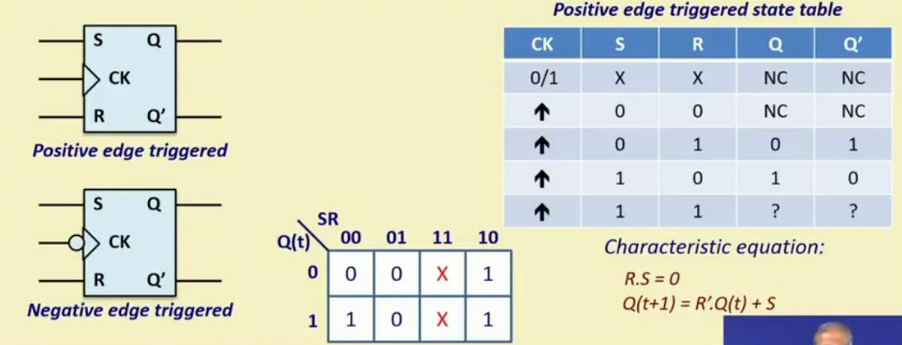 Positive edge triggered state table
CK S R Q Q'
0/1 X X NC NC
↑ 0 0 NC NC
↑ 0 1 0 1
↑ 1 0 1 0
↑ 1 1 ? ?
S Q
CK
R Q'
Positive edge triggered
S Q
CK
R Q'
Negative edge triggered
SR
Q(t) 00 01 11 10
0 0 0 X 1
1 1 0 X 1
Characteristic equation:
R.S = 0
Q(t+1) = R'.Q(t) + S